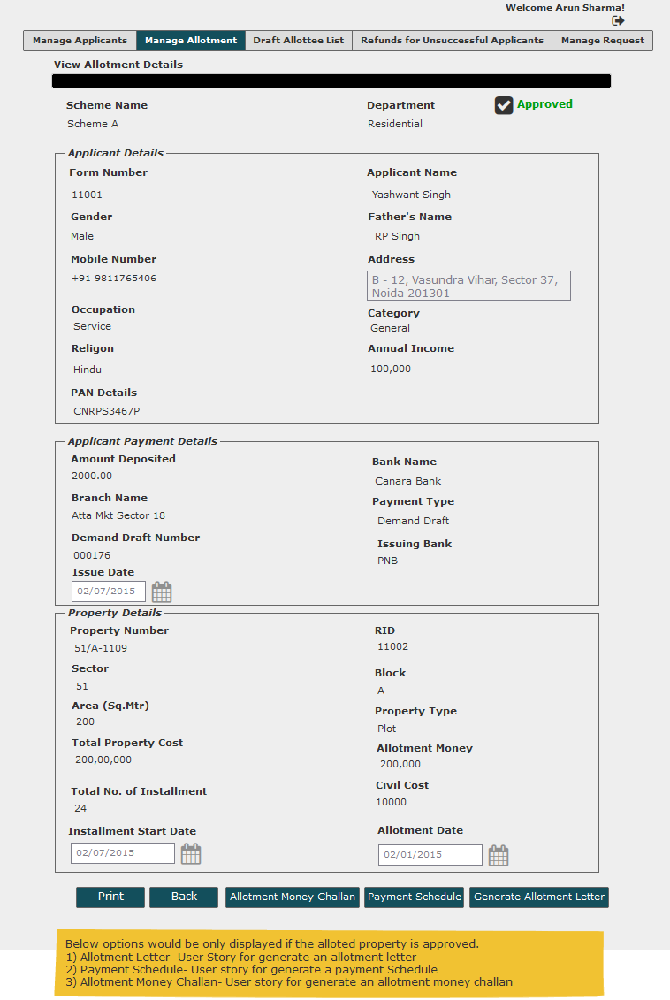 Welcome Arun Sharma!
Manage Applicants Manage Allotment Draft Allottee List Refunds for Unsuccessful Applicants Manage Request
View Allotment Details
Scheme Name Department Approved
Scheme A Residential
Applicant Details
Form Number Applicant Name
11001 Yashwant Singh
Gender Father's Name
Male RP Singh
Mobile Number Address
+91 9811765406 B - 12, Vasundra Vihar, Sector 37,
Noida 201301
Occupation Category
Service General
Religon Annual Income
Hindu 100,000
PAN Details
CNRPS3467P
Applicant Payment Details
Amount Deposited Bank Name
2000.00 Canara Bank
Branch Name Payment Type
Atta Mkt Sector 18 Demand Draft
Demand Draft Number Issuing Bank
000176 PNB
Issue Date
02/07/2015
Property Details
Property Number RID
51/A-1109 11002
Sector Block
51 A
Area (Sq.Mtr) Property Type
200 Plot
Total Property Cost Allotment Money
200,00,000 200,000
Total No. of Installment Civil Cost
24 10000
Installment Start Date Allotment Date
02/07/2015 02/01/2015
Print Back Allotment Money Challan Payment Schedule Generate Allotment Letter
Below options would be only displayed if the alloted property is approved.
1) Allotment Letter- User Story for generate an allotment letter
2) Payment Schedule- User story for generate a payment Schedule
3) Allotment Money Challan- User story for generate an allotment money challan